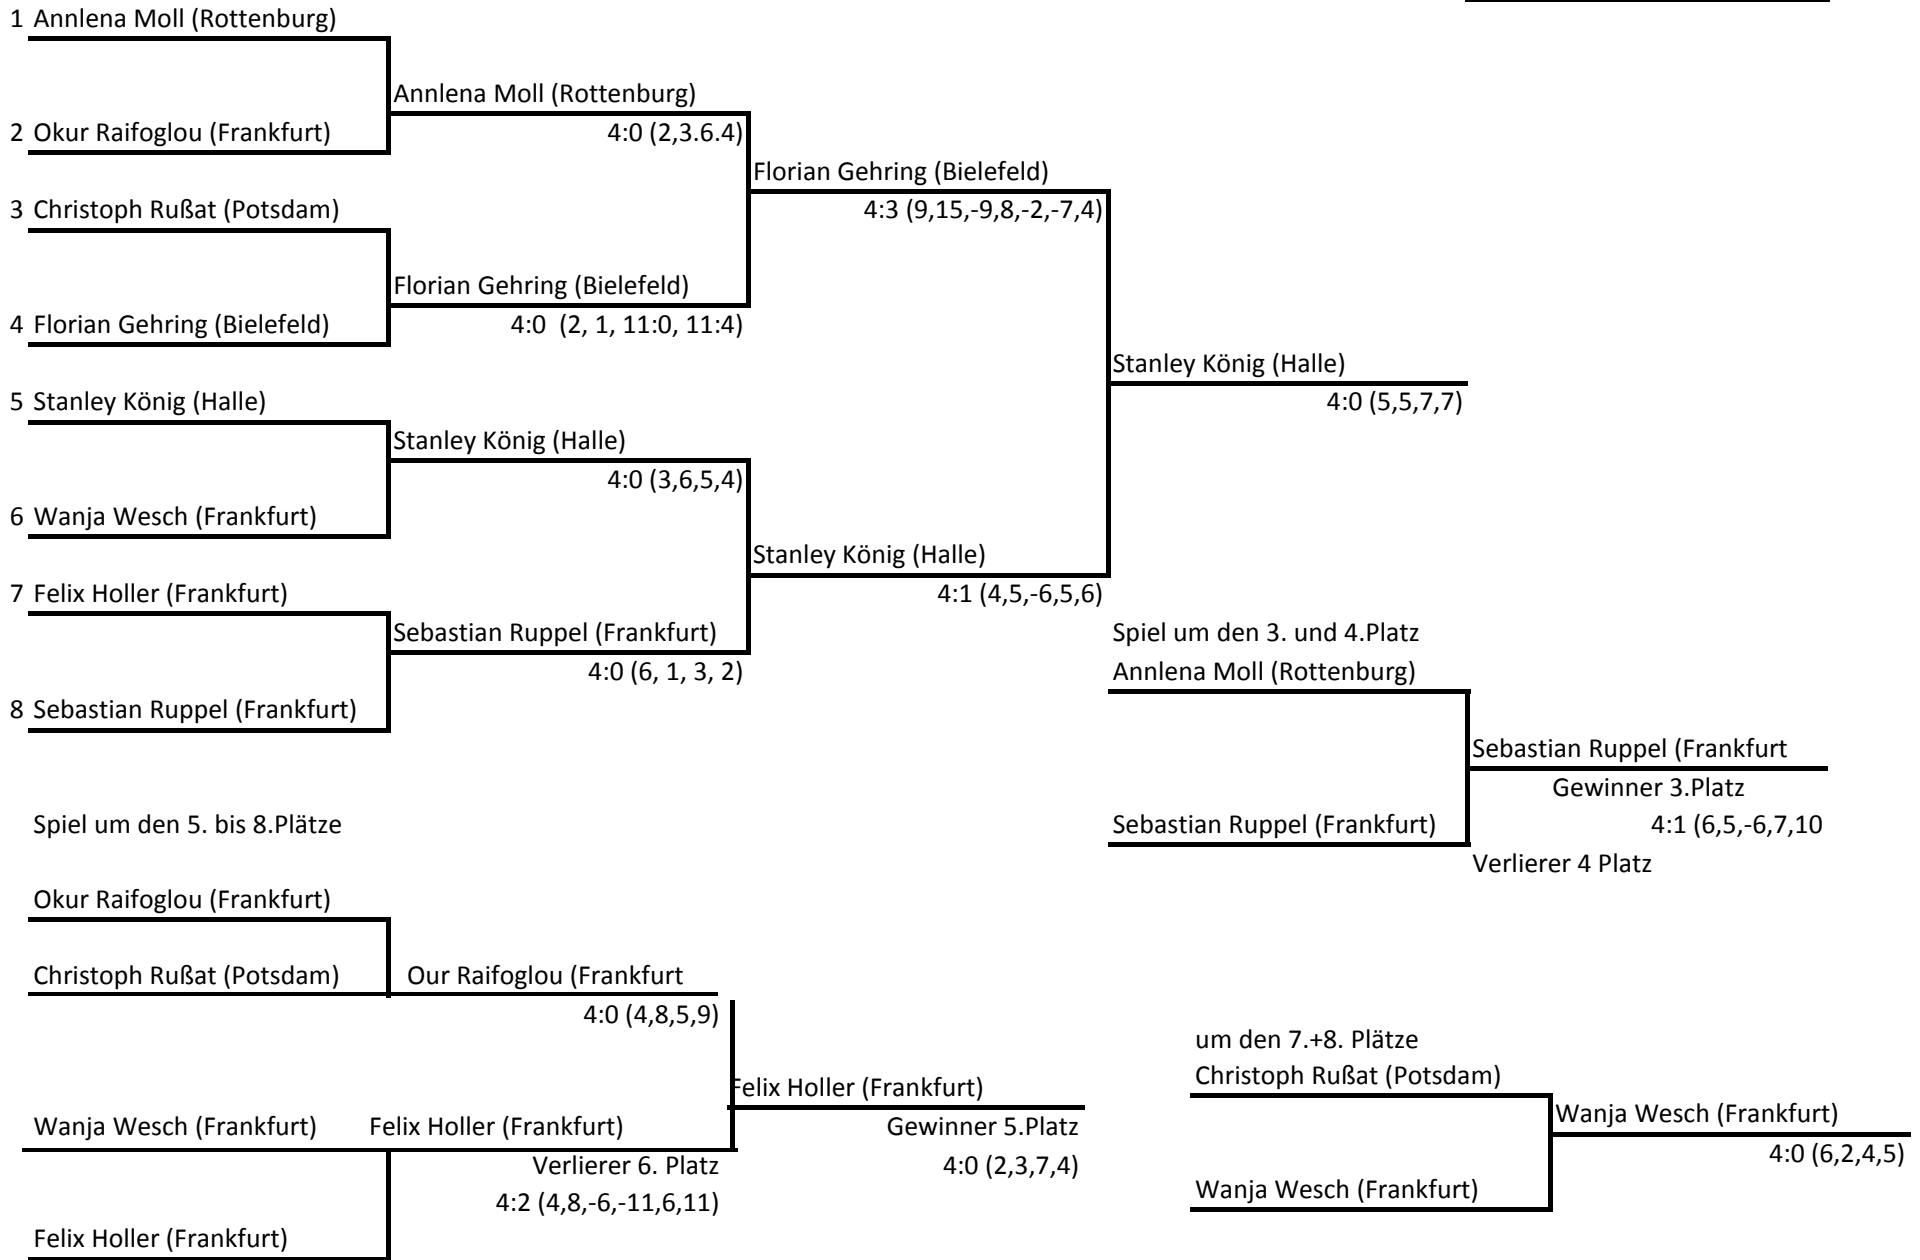 1 Annlena Moll (Rottenburg)
Annlena Moll (Rottenburg)
2 Okur Raifoglou (Frankfurt)
4:0 (2,3.6.4)
Florian Gehring (Bielefeld)
3 Christoph Rußat (Potsdam)
4:3 (9,15,-9,8,-2,-7,4)
Florian Gehring (Bielefeld)
4 Florian Gehring (Bielefeld)
4:0  (2, 1, 11:0, 11:4)
Stanley König (Halle)
5 Stanley König (Halle)
4:0 (5,5,7,7)
Stanley König (Halle)
4:0 (3,6,5,4)
6 Wanja Wesch (Frankfurt)
Stanley König (Halle)
7 Felix Holler (Frankfurt)
4:1 (4,5,-6,5,6)
Sebastian Ruppel (Frankfurt)
Spiel um den 3. und 4.Platz
4:0 (6, 1, 3, 2)
Annlena Moll (Rottenburg)
8 Sebastian Ruppel (Frankfurt)
Sebastian Ruppel (Frankfurt
Gewinner 3.Platz
Spiel um den 5. bis 8.Plätze
Sebastian Ruppel (Frankfurt)
4:1 (6,5,-6,7,10
Verlierer 4 Platz
Okur Raifoglou (Frankfurt)
Christoph Rußat (Potsdam)
Our Raifoglou (Frankfurt
4:0 (4,8,5,9)
um den 7.+8. Plätze
Christoph Rußat (Potsdam)
Felix Holler (Frankfurt)
Wanja Wesch (Frankfurt)
Wanja Wesch (Frankfurt)
Felix Holler (Frankfurt)
Gewinner 5.Platz
4:0 (6,2,4,5)
Verlierer 6. Platz
4:0 (2,3,7,4)
Wanja Wesch (Frankfurt)
4:2 (4,8,-6,-11,6,11)
Felix Holler (Frankfurt)